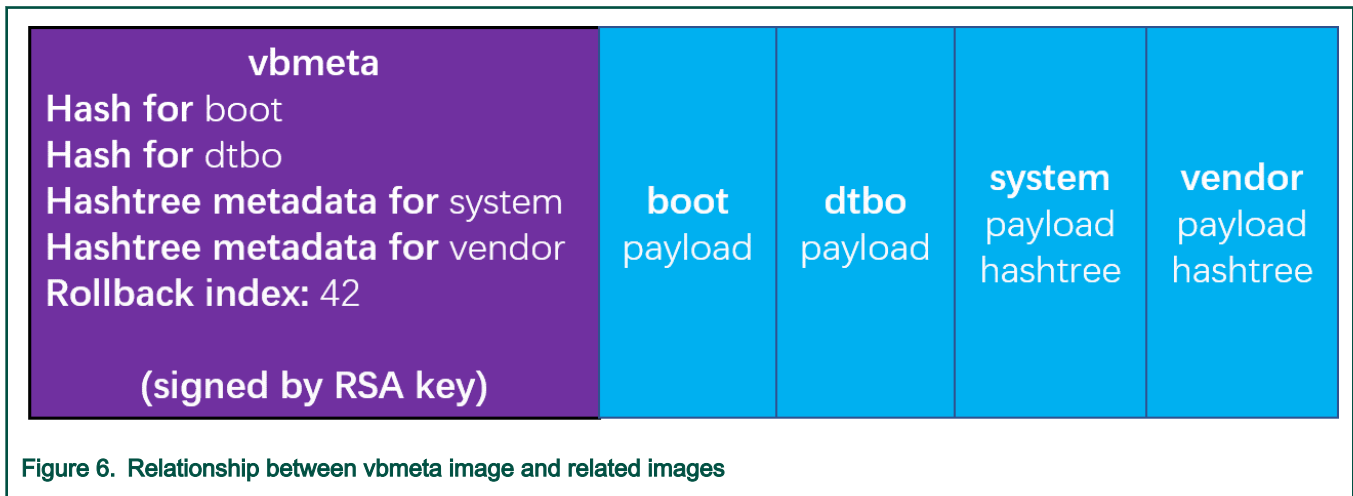 vbmeta
Hash for boot
Hash for dtbo
Hashtree metadata for system
Hashtree metadata for vendor
Rollback index: 42
(signed by RSA key)
boot
payload
dtbo
payload
system
payload
hashtree
vendor
payload
hashtree
Figure 6. Relationship between vbmeta image and related images